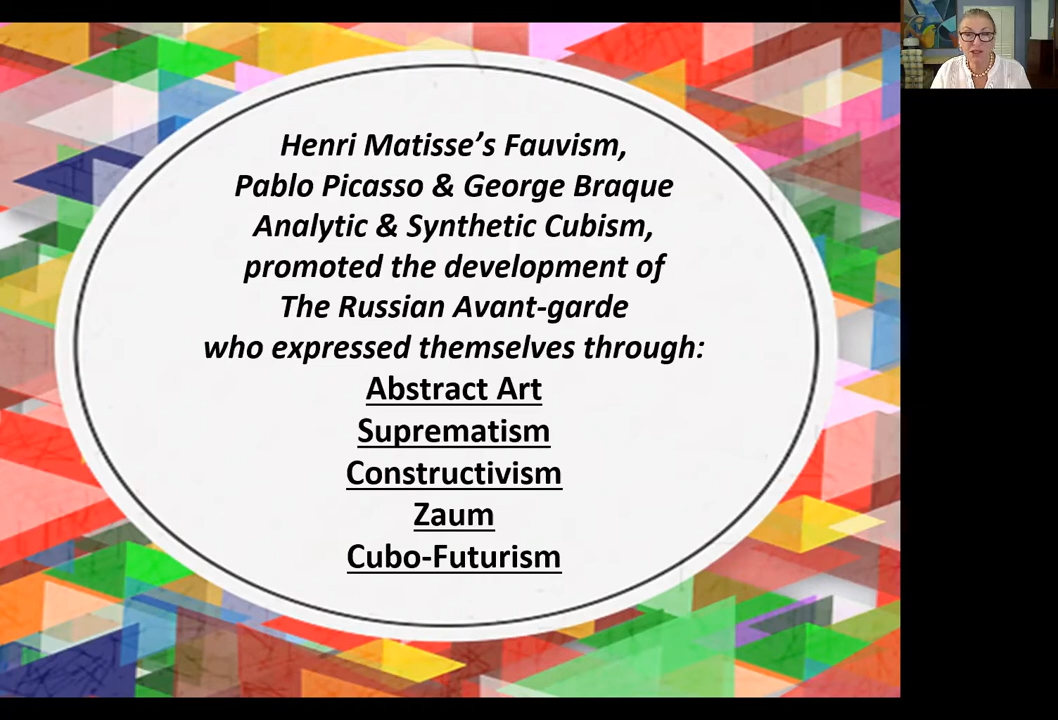 Henri Matisse’s Fauvism,
Pablo Picasso & George Braque
Analytic & Synthetic Cubism,
promoted the development of
The Russian Avant-garde
who expressed themselves through:
Abstract Art
Suprematism
Constructivism
Zaum
Cubo-Futurism